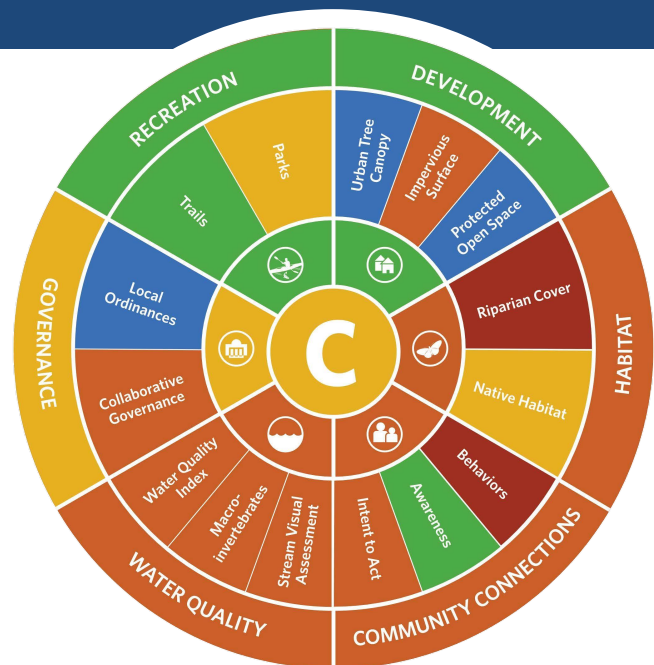 RECREATION
DEVELOPMENT
HABITAT
COMMUNITY CONNECTIONS
WATER QUALITY
GOVERNANCE
Trails
Parks
Urban Tree
Canopy
Impervious
Surface
Protected
Open Space
Riparian Cover
Native Habitat
Behaviors
Awareness
Intent to Act
Stream Visual
Assessment
Macro-
invertebrates
Water Quality
Index
Collaborative
Governance
Local
Ordinances
C